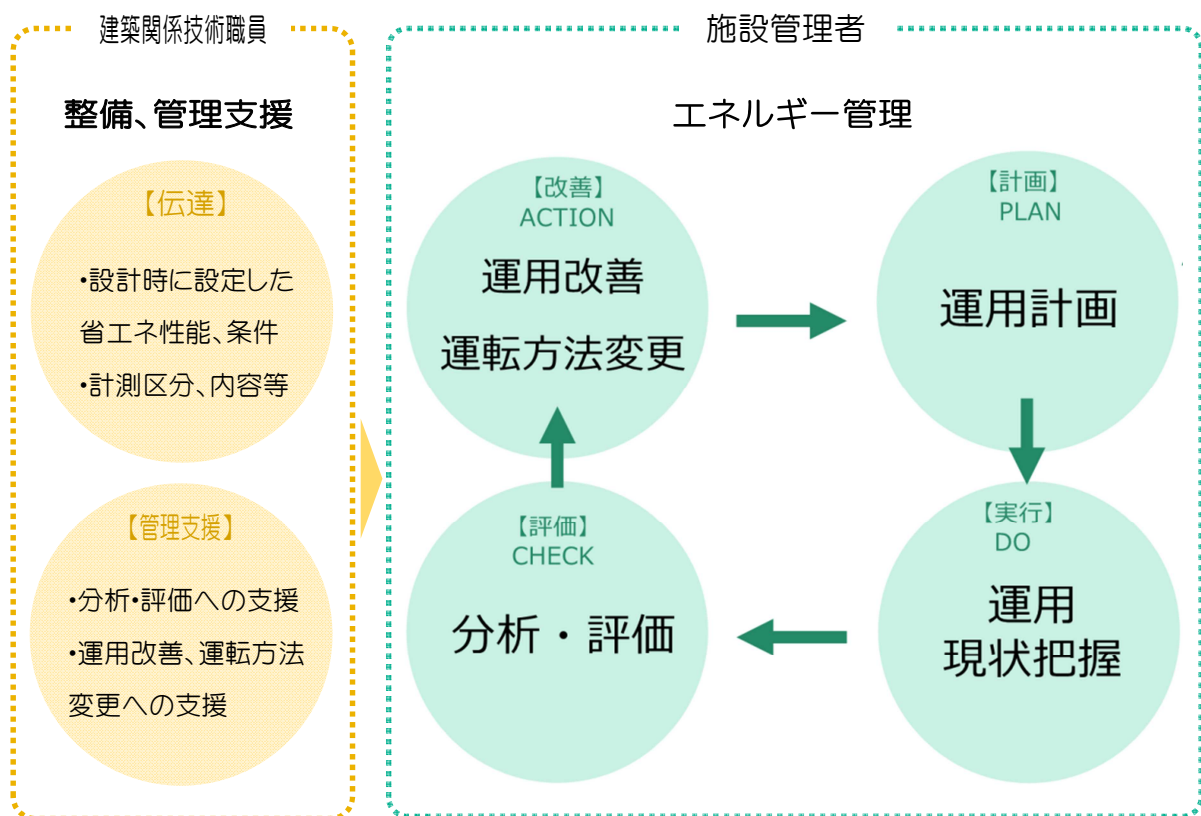 建築関係技術職員
整備、管理支援
【伝達】
・設計時に設定した
省エネ性能、条件
・計測区分、内容等
【管理支援】
・分析・評価への支援
・運用改善、運転方法
変更への支援
施設管理者
エネルギー管理
【改善】
ACTION
運用改善
運転方法変更
【計画】
PLAN
運用計画
【評価】
CHECK
分析・評価
【実行】
DO
運用
現状把握